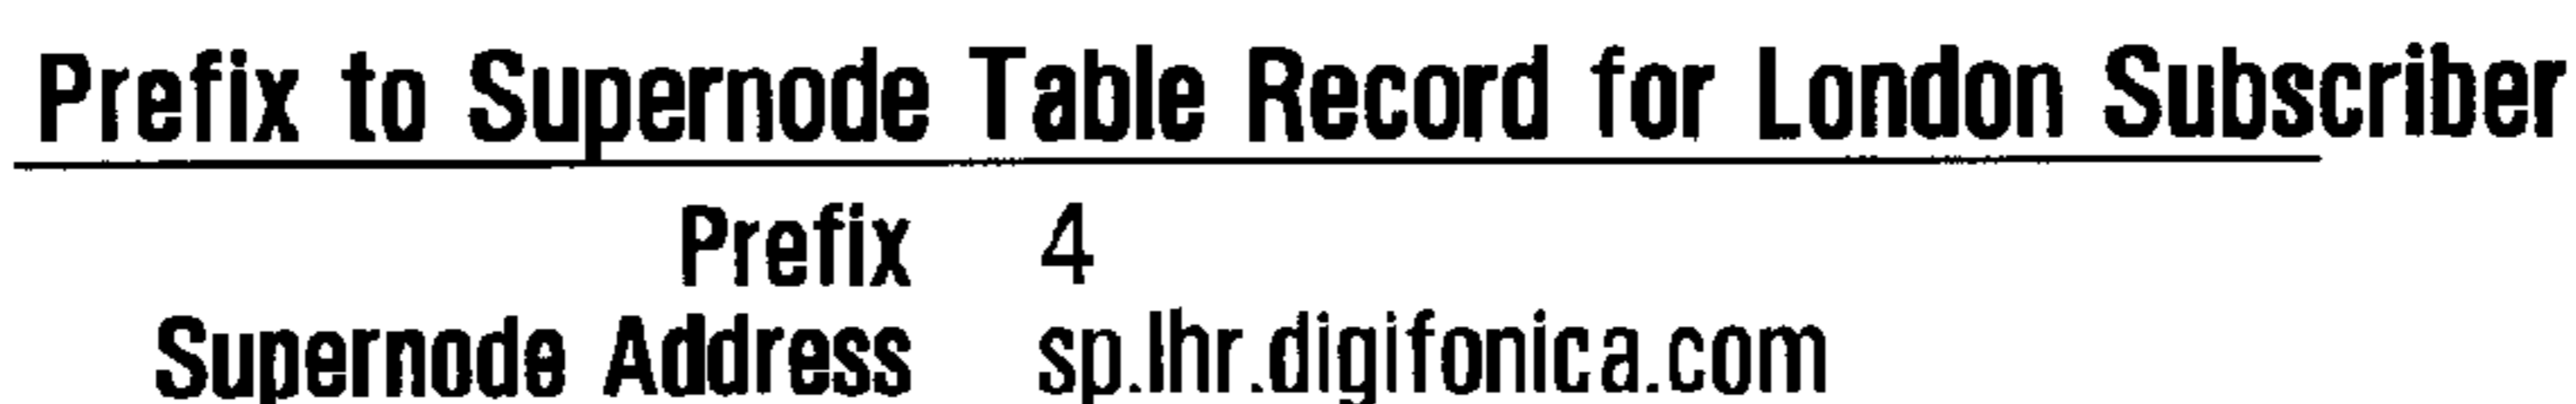 Prefix to Supernode Table Record for London Subscriber
Prefix 4
Supernode Address sp.lhr.digifonica.com